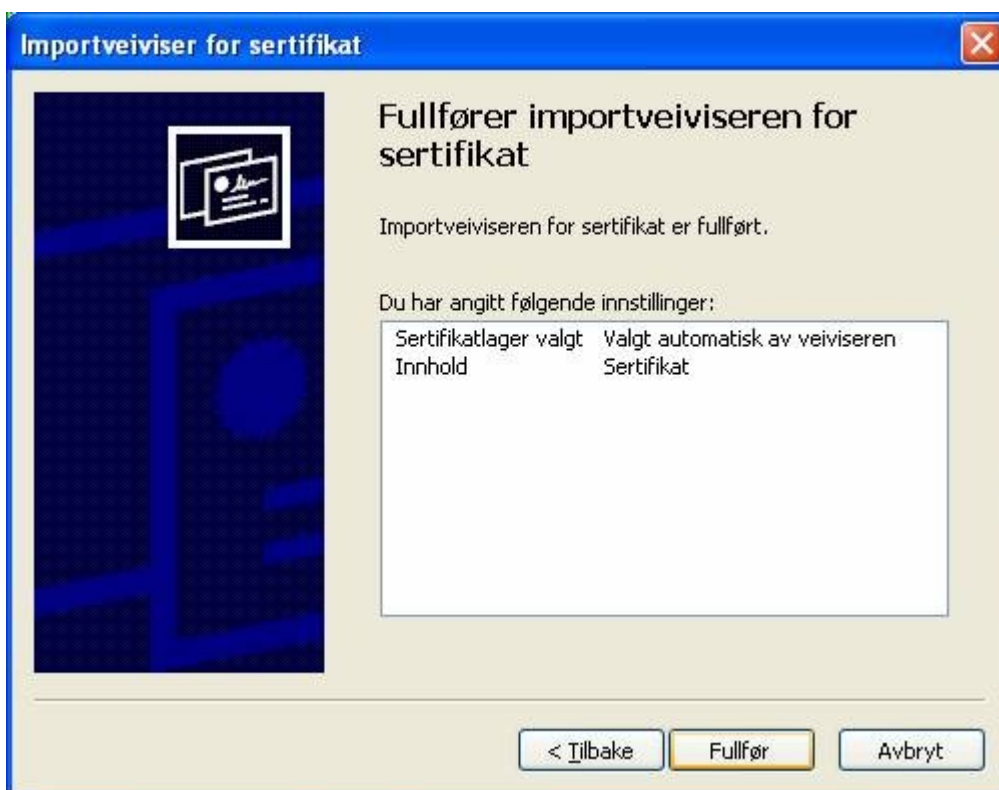 Importveiviser for sertifikat
Fullfører importveiviseren for
sertifikat
Importveiviseren for sertifikat er fullført.
Du har angitt følgende innstillinger:
Sertifikatlager valgt Valgt automatisk av veiviseren
Innhold Sertifikat
< Tilbake Fullfør Avbryt